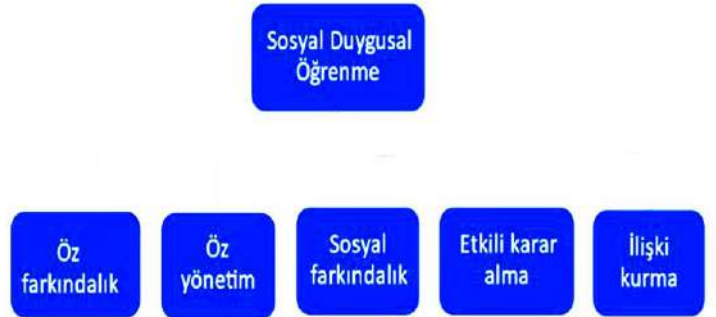 Sosyal Duygusal
Öğrenme
Öz
farkındalık
Öz
yönetim
Sosyal
farkındalık
Etkili karar
alma
İlişki
kurma